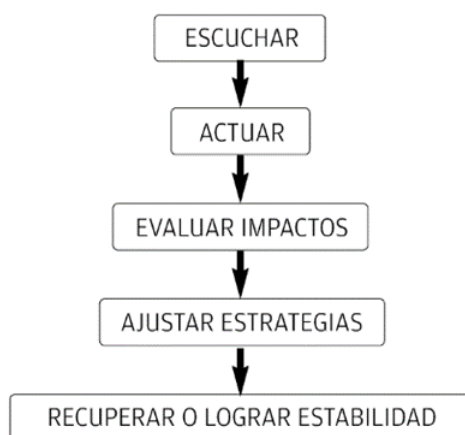 ESCUCHAR
ACTUAR
EVALUAR IMPACTOS
AJUSTAR ESTRATEGIAS
RECUPERAR O LOGRAR ESTABILIDAD